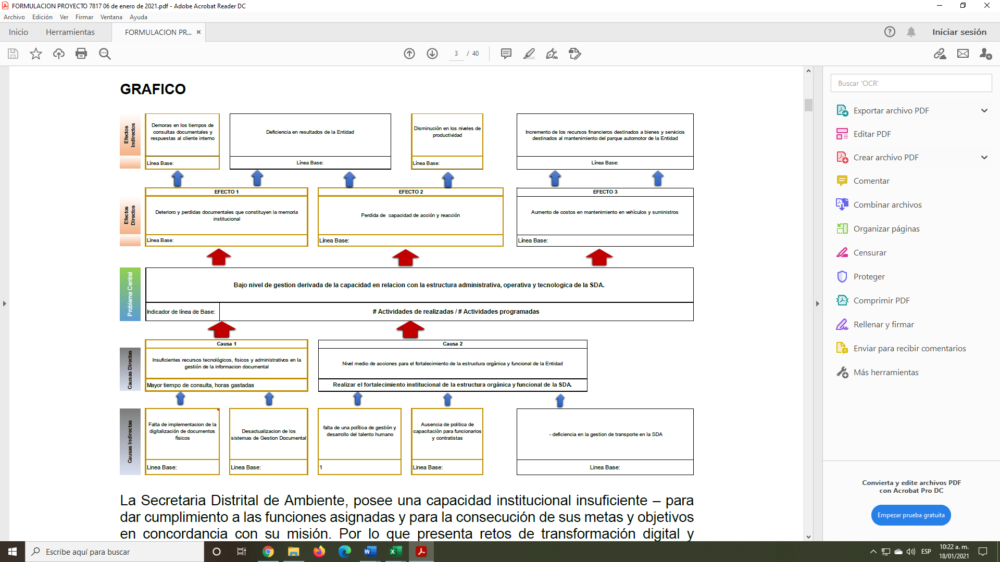 FORMULACION PROYECTO 7817 06 de enero de 2021.pdf - Adobe Acrobat Reader DC
Archivo Edición Ver Firmar Ventana Ayuda
Inicio Herramientas FORMULACION PR... × Iniciar sesión
3 / 40
GRAFICO
Efectos
Indirectos
Demoras en los tiempos de
consultas documentales y
respuestas al cliente interno
Línea Base:
Deficiencia en resultados de la Entidad
Línea Base:
Disminución en los niveles de
productividad
Línea Base:
Incremento de los recursos financieros destinados a bienes y servicios
destinados al mantenimiento del parque automotor de la Entidad
Línea Base:
Efectos
Directos
EFECTO 1
Deterioro y perdidas documentales que constituyen la memoria
institucional
Línea Base:
EFECTO 2
Perdida de capacidad de acción y reacción
Línea Base:
EFECTO 3
Aumento de costos en mantenimiento en vehículos y suministros
Línea Base:
Problema Central
Bajo nivel de gestion derivada de la capacidad en relacion con la estructura administrativa, operativa y tecnologica de la SDA.
Indicador de línea de Base:
# Actividades de realizadas / # Actividades programadas
Causas Directas
Causa 1
Insuficientes recursos tecnológicos, físicos y administrativos en la
gestión de la informacion documental
Mayor tiempo de consulta, horas gastadas
Causa 2
Nivel medio de acciones para el fortalecimiento de la estructura orgánica y funcional de la Entidad
Realizar el fortalecimiento institucional de la estructura orgánica y funcional de la SDA.
Causas Indirectas
Falta de implementacion de la
digitalización de documentos
físicos
Linea Base:
Desactualizacion de los
sistemas de Gestion Documental
Linea Base:
falta de una política de gestión y
desarrollo del talento humano
1
Ausencia de politica de
capacitación para funcionarios
y contratistas
Linea Base:
- deficiencia en la gestion de transporte en la SDA
Linea Base:
La Secretaria Distrital de Ambiente, posee una capacidad institucional insuficiente – para
dar cumplimiento a las funciones asignadas y para la consecución de sus metas y objetivos
en concordancia con su misión. Por lo que presenta retos de transformación digital y
Buscar 'OCR'
Exportar archivo PDF
Editar PDF
Crear archivo PDF
Comentar
Combinar archivos
Organizar páginas
Censurar
Proteger
Comprimir PDF
Rellenar y firmar
Enviar para recibir comentarios
Más herramientas
Convierta y edite archivos PDF
con Acrobat Pro DC
Empezar prueba gratuita
Escribe aquí para buscar
ESP
10:22 a. m.
18/01/2021